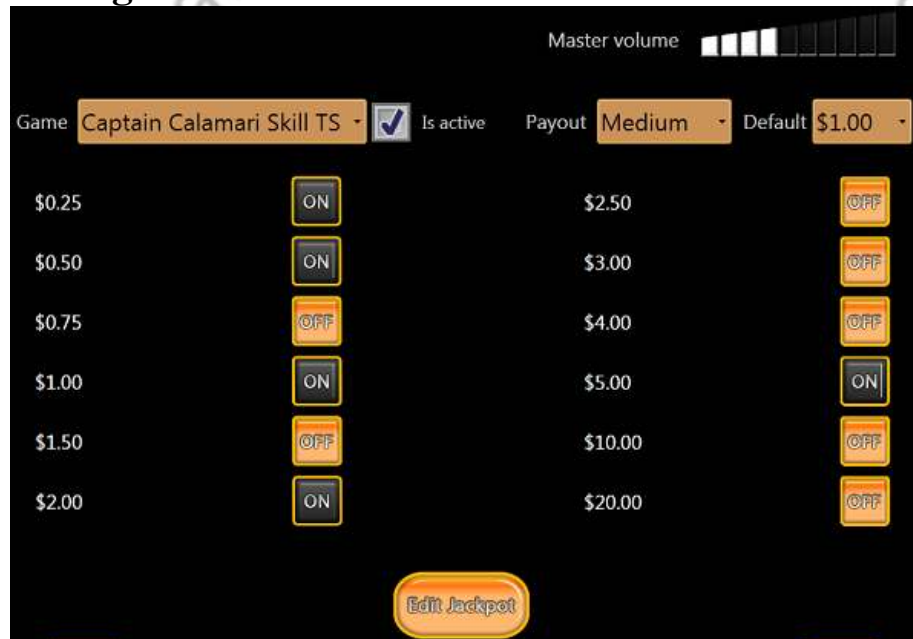 Master volume
Game Captain Calamari Skill TS Is active Payout Medium Default $1.00
$0.25 ON $2.50 OFF
$0.50 ON $3.00 OFF
$0.75 OFF $4.00 OFF
$1.00 ON $5.00 ON
$1.50 OFF $10.00 OFF
$2.00 ON $20.00 OFF
Edit Jackpot